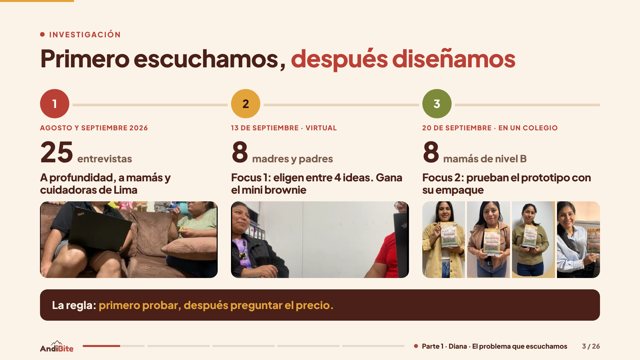 INVESTIGACIÓN
Primero escuchamos, después diseñamos
1
2
3
AGOSTO Y SEPTIEMBRE 2026
25 entrevistas
A profundidad, a mamás y
cuidadoras de Lima
13 DE SEPTIEMBRE · VIRTUAL
8 madres y padres
Focus 1: eligen entre 4 ideas. Gana
el mini brownie
20 DE SEPTIEMBRE · EN UN COLEGIO
8 mamás de nivel B
Focus 2: prueban el prototipo con
su empaque
La regla: primero probar, después preguntar el precio.
AndiBite
Parte 1 · Diana · El problema que escuchamos
3 / 26